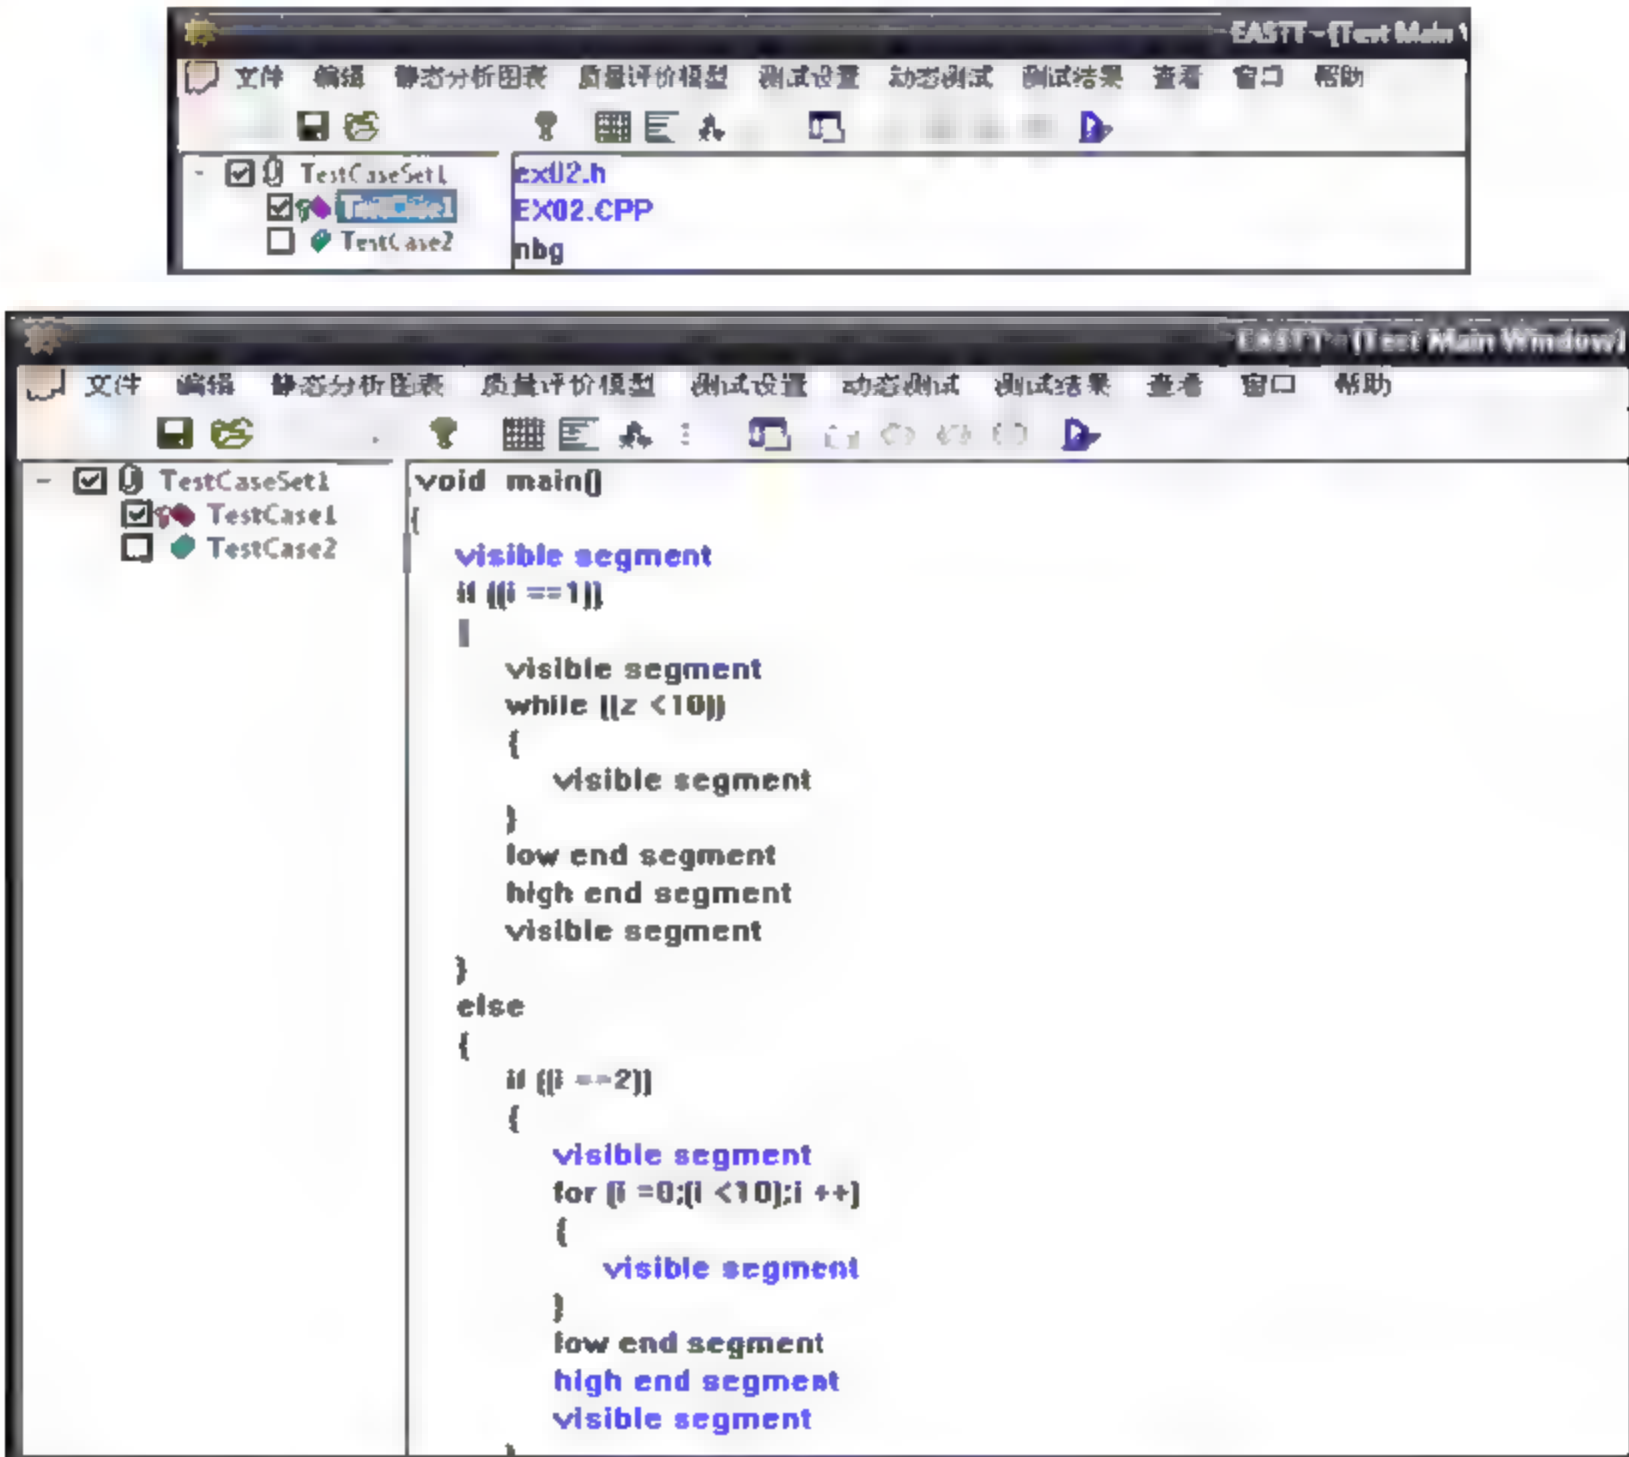 EASTT - [Test Main
文件 编辑 静态分析图表 质量评价模型 测试设置 动态测试 测试结果 查看 窗口 帮助
TestCaseSet1
TestCase1
TestCase2
ex02.h
EX02.CPP
nbg
EASTT - [Test Main Window]
文件 编辑 静态分析图表 质量评价模型 测试设置 动态测试 测试结果 查看 窗口 帮助
TestCaseSet1
TestCase1
TestCase2
void main()
{
visible segment
if ((i ==1))
{
visible segment
while ((z <10))
{
visible segment
}
low end segment
high end segment
visible segment
}
else
{
if ((i ==2))
{
visible segment
for (i =0;(i <10);i ++)
{
visible segment
}
low end segment
high end segment
visible segment
}